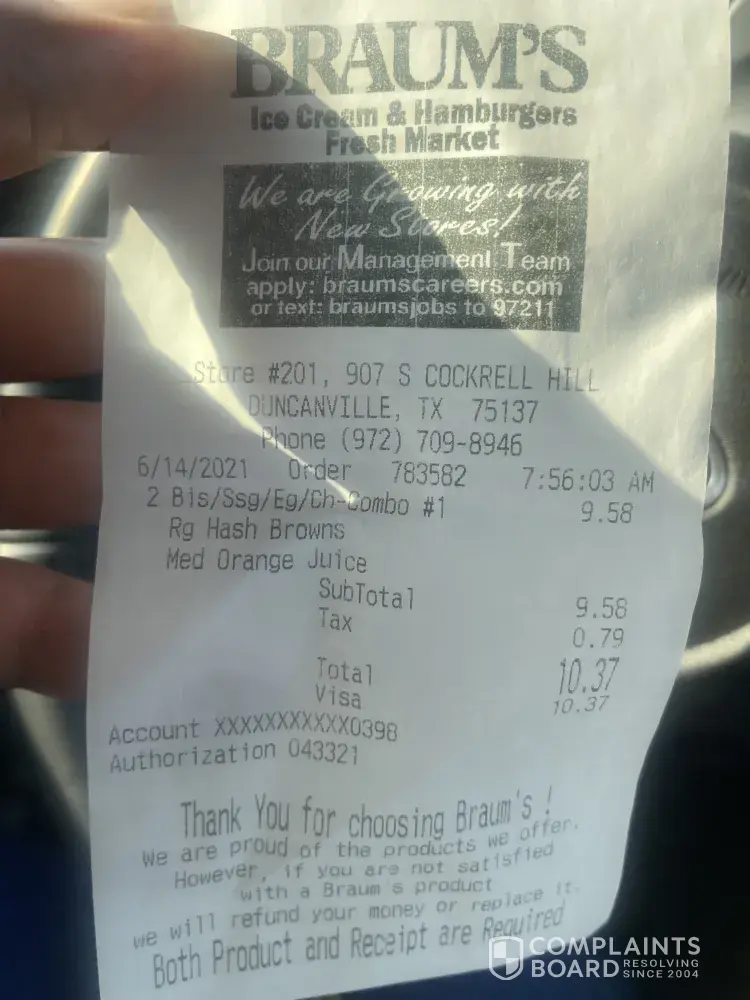 BRAUM'S
Ice Cream & Hamburgers
Fresh Market
We are Growing with
New Stores!
Join our Management Team
apply: braumscareers.com
or text: braumsjobs to 97211
Store #201, 907 S COCKRELL HILL
DUNCANVILLE, TX 75137
Phone (972) 709-8946
6/14/2021 Order 783582 7:56:03 AM
2 Bis/Ssg/Eg/Ch-Combo #1 9.58
Rg Hash Browns
Med Orange Juice
SubTotal 9.58
Tax 0.79
Total 10.37
Visa 10.37
Account XXXXXXXXXXXX0398
Authorization 043321
Thank You for choosing Braum's !
We are proud of the products we offer.
However, if you are not satisfied
with a Braum's product
we will refund your money or replace it.
Both Product and Receipt are Required
COMPLAINTS
BOARD RESOLVING
SINCE 2004